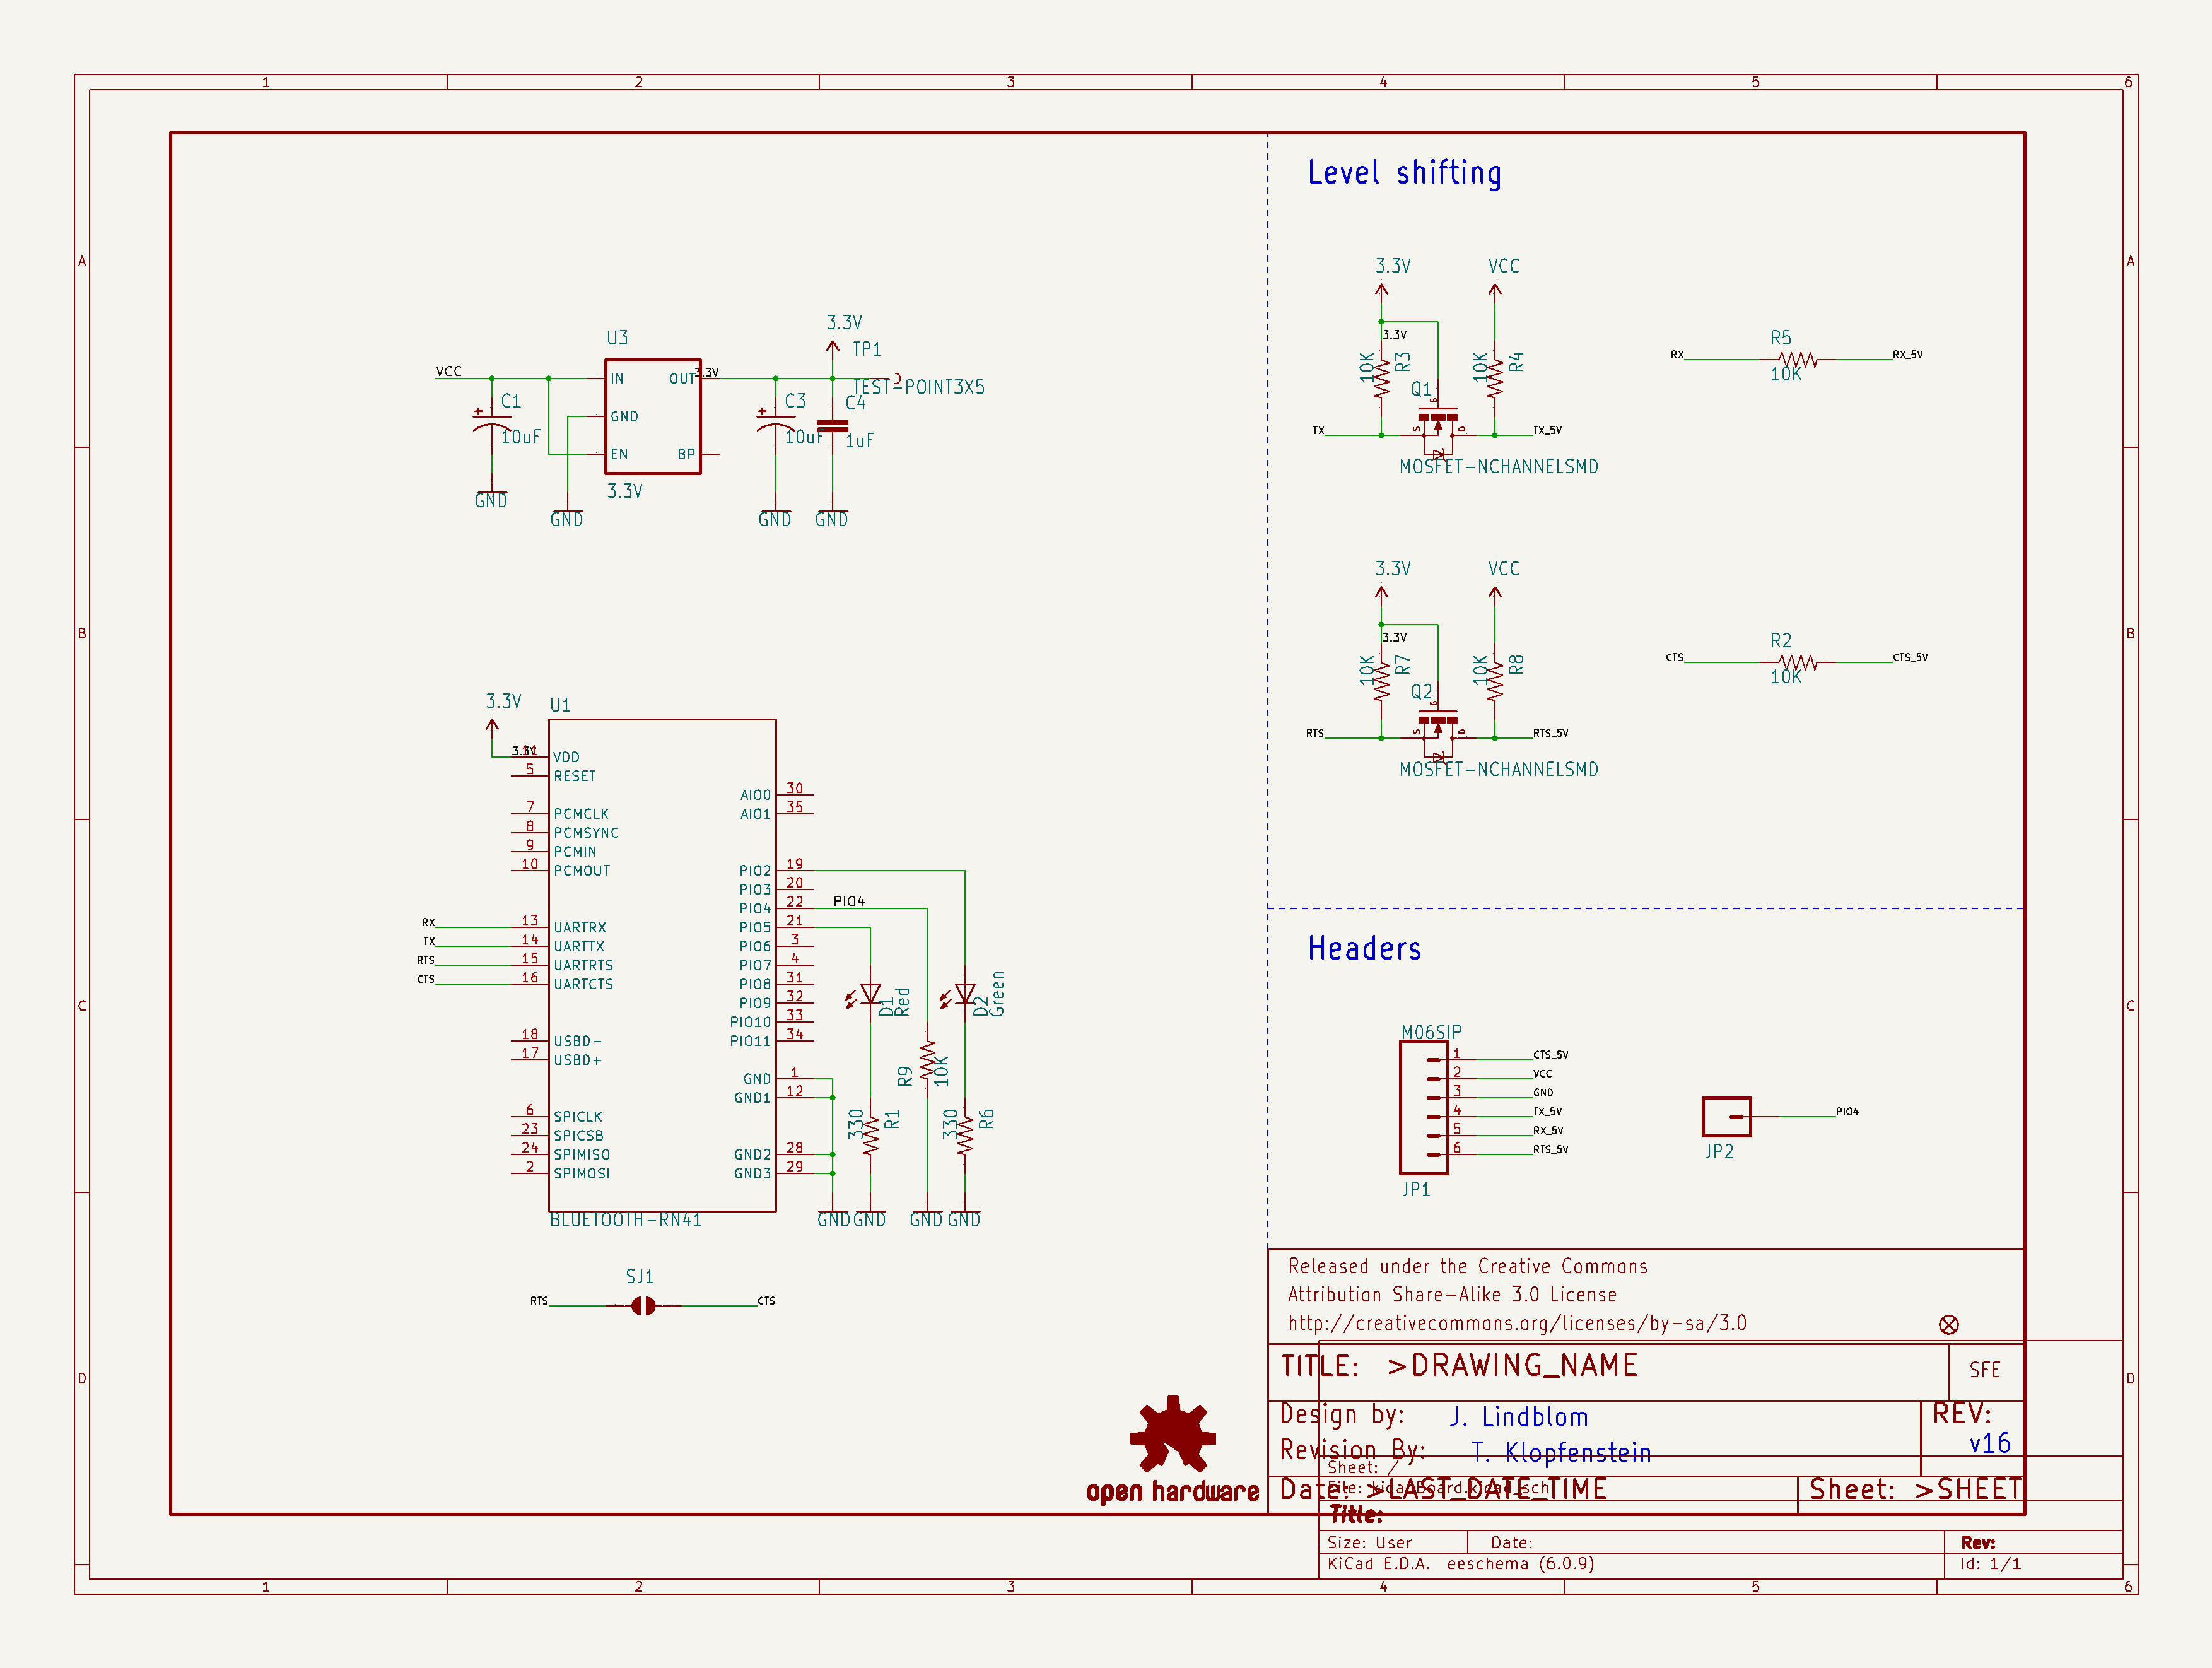 1 2 3 4 5 6
A A
B B
C C
D D
1 2 3 4 5 6
U3
VCC
IN
GND
EN
OUT
BP
3.3V
3.3V
3.3V
TP1
TEST-POINT3X5
C1
10uF
C3
10uF
C4
1uF
GND
GND
GND
GND
3.3V
U1
3.3V
11 VDD
5 RESET
7 PCMCLK
8 PCMSYNC
9 PCMIN
10 PCMOUT
RX 13 UARTRX
TX 14 UARTTX
RTS 15 UARTRTS
CTS 16 UARTCTS
18 USBD-
17 USBD+
6 SPICLK
23 SPICSB
24 SPIMISO
2 SPIMOSI
AIO0 30
AIO1 35
PIO2 19
PIO3 20
PIO4 22 PIO4
PIO5 21
PIO6 3
PIO7 4
PIO8 31
PIO9 32
PIO10 33
PIO11 34
GND 1
GND1 12
GND2 28
GND3 29
BLUETOOTH-RN41
D1
Red
D2
Green
R9
10K
330
R1
330
R6
GND GND GND GND
SJ1
RTS CTS
open hardware
Level shifting
3.3V VCC
3.3V
10K R3
10K R4
Q1
G
S D
TX TX_5V
MOSFET-NCHANNELSMD
R5
RX RX_5V
10K
3.3V VCC
3.3V
10K R7
10K R8
Q2
G
S D
RTS RTS_5V
MOSFET-NCHANNELSMD
R2
CTS CTS_5V
10K
Headers
M06SIP
1 CTS_5V
2 VCC
3 GND
4 TX_5V
5 RX_5V
6 RTS_5V
JP1
PIO4
JP2
Released under the Creative Commons
Attribution Share-Alike 3.0 License
http://creativecommons.org/licenses/by-sa/3.0
TITLE: >DRAWING_NAME
SFE
Design by: J. Lindblom
REV:
v16
Revision By: T. Klopfenstein
Sheet: /
File: kicadBoard.kicad_sch
Date: >LAST_DATE_TIME
Sheet: >SHEET
Title:
Size: User Date: Rev:
KiCad E.D.A. eeschema (6.0.9) Id: 1/1